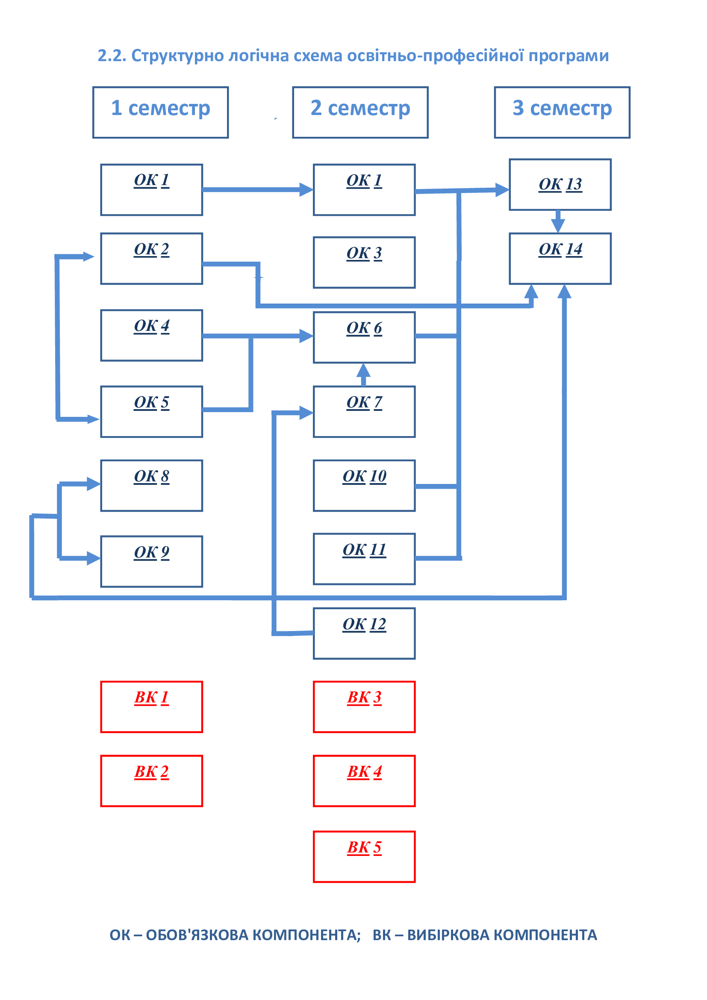 2.2. Структурно логічна схема освітньо-професійної програми
1 семестр
2 семестр
3 семестр
ОК 1
ОК 1
ОК 13
ОК 2
ОК 3
ОК 14
ОК 4
ОК 6
ОК 5
ОК 7
ОК 8
ОК 10
ОК 9
ОК 11
ОК 12
ВК 1
ВК 3
ВК 2
ВК 4
ВК 5
ОК – ОБОВ'ЯЗКОВА КОМПОНЕНТА; ВК – ВИБІРКОВА КОМПОНЕНТА